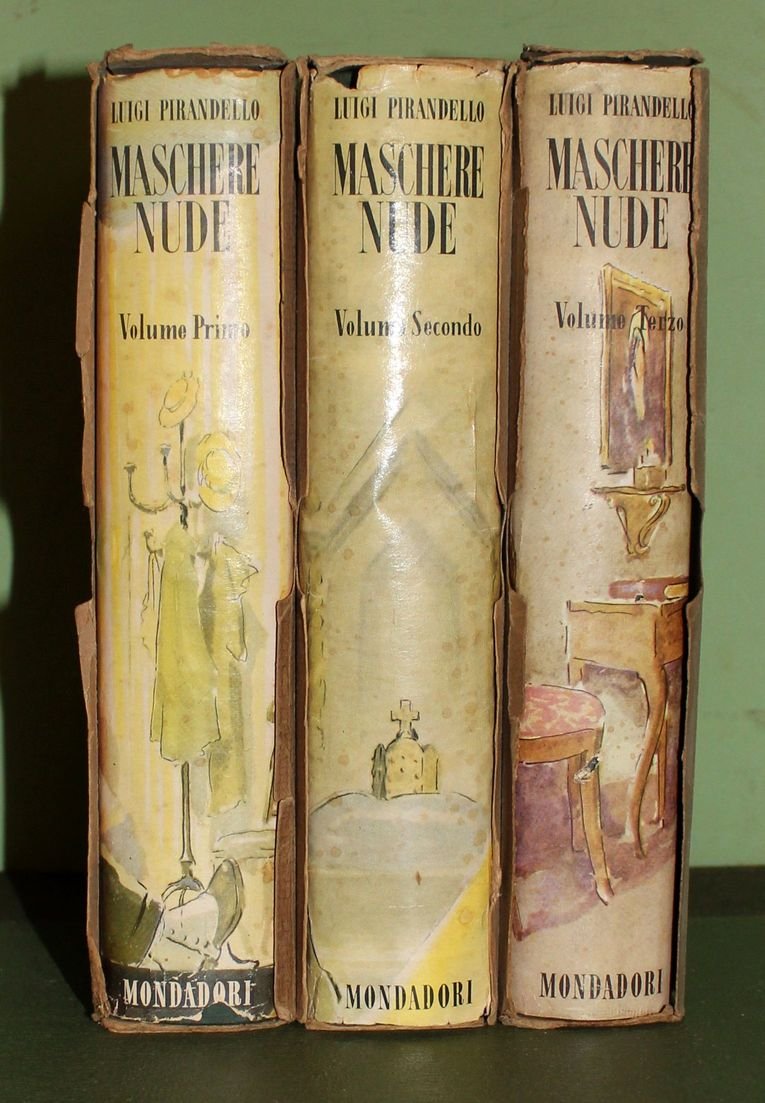 LUIGI PIRANDELLO
MASCHERE
NUDE
Volume Primo
MONDADORI
LUIGI PIRANDELLO
MASCHERE
NUDE
Volume Secondo
MONDADORI
LUIGI PIRANDELLO
MASCHERE
NUDE
Volume Terzo
MONDADORI